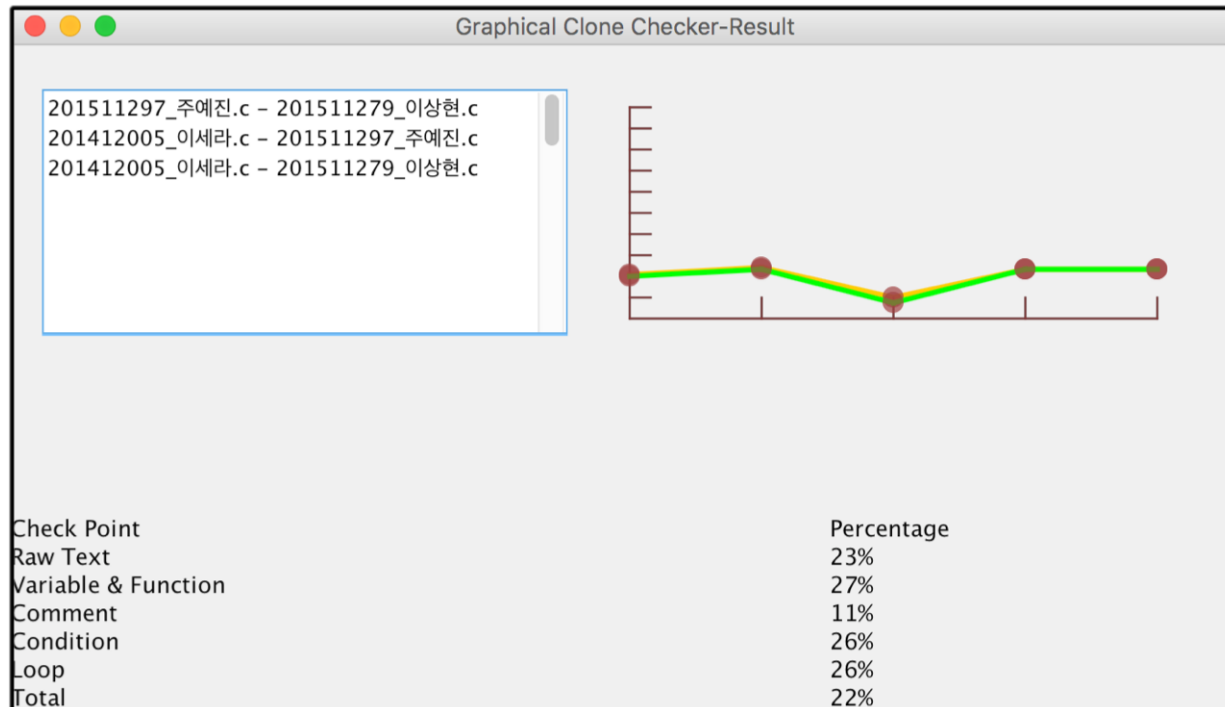 Graphical Clone Checker-Result
201511297_주예진.c – 201511279_이상현.c
201412005_이세라.c – 201511297_주예진.c
201412005_이세라.c – 201511279_이상현.c
Check Point Percentage
Raw Text 23%
Variable & Function 27%
Comment 11%
Condition 26%
Loop 26%
Total 22%